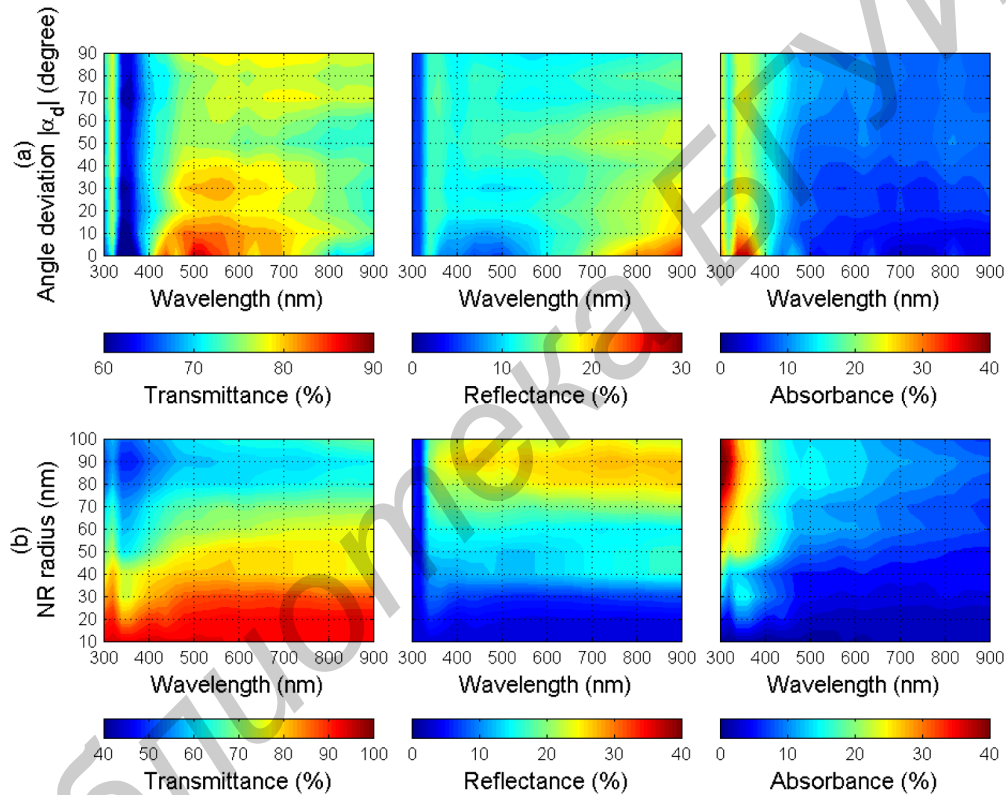 (a)
Angle deviation |α_d| (degree)
90
80
70
60
50
40
30
20
10
0
300 400 500 600 700 800 900
300 400 500 600 700 800 900
300 400 500 600 700 800 900
Wavelength (nm)
Wavelength (nm)
Wavelength (nm)
60 70 80 90
0 10 20 30
0 10 20 30 40
Transmittance (%)
Reflectance (%)
Absorbance (%)
(b)
NR radius (nm)
100
90
80
70
60
50
40
30
20
10
300 400 500 600 700 800 900
300 400 500 600 700 800 900
300 400 500 600 700 800 900
Wavelength (nm)
Wavelength (nm)
Wavelength (nm)
40 50 60 70 80 90 100
0 10 20 30 40
0 10 20 30 40
Transmittance (%)
Reflectance (%)
Absorbance (%)